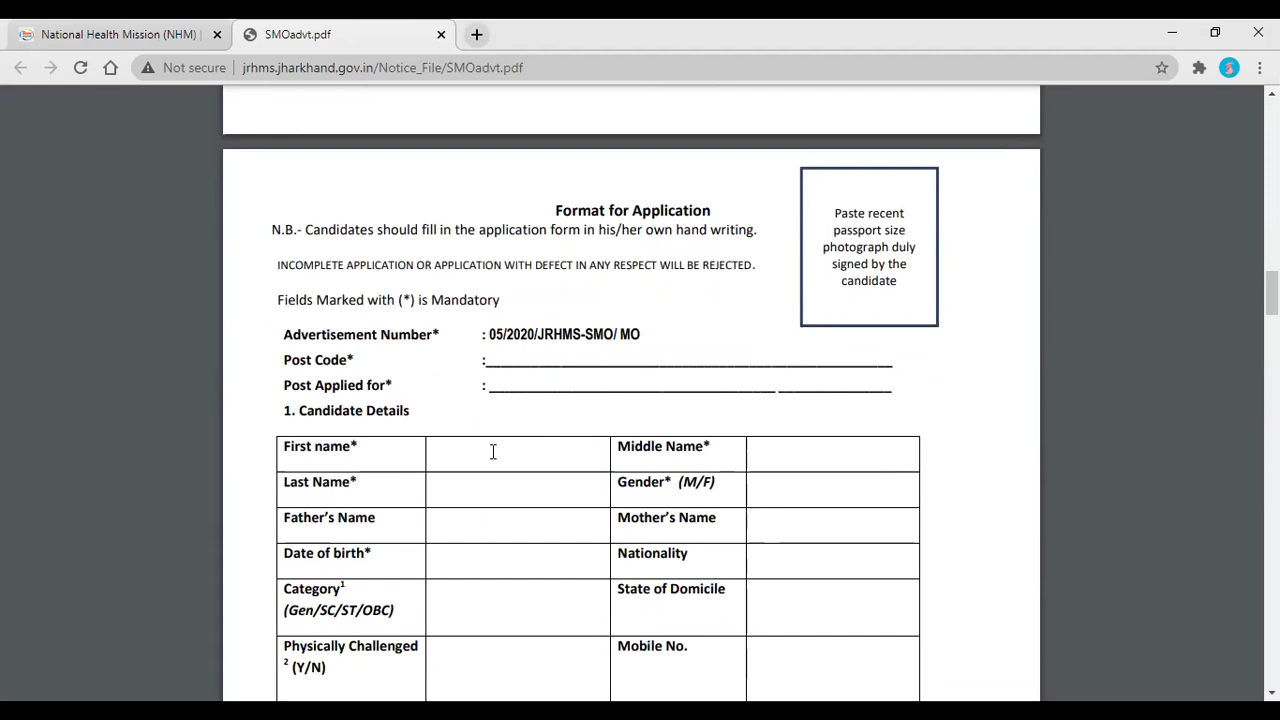 National Health Mission (NHM) |
SMOadvt.pdf
Not secure
jrhms.jharkhand.gov.in/Notice_File/SMOadvt.pdf
Format for Application
N.B.- Candidates should fill in the application form in his/her own hand writing.
INCOMPLETE APPLICATION OR APPLICATION WITH DEFECT IN ANY RESPECT WILL BE REJECTED.
Fields Marked with (*) is Mandatory
Paste recent
passport size
photograph duly
signed by the
candidate
Advertisement Number* : 05/2020/JRHMS-SMO/ MO
Post Code* :
Post Applied for* :
1. Candidate Details
First name* Middle Name*
Last Name* Gender* (M/F)
Father's Name Mother's Name
Date of birth* Nationality
Category1 State of Domicile
(Gen/SC/ST/OBC)
Physically Challenged Mobile No.
2 (Y/N)